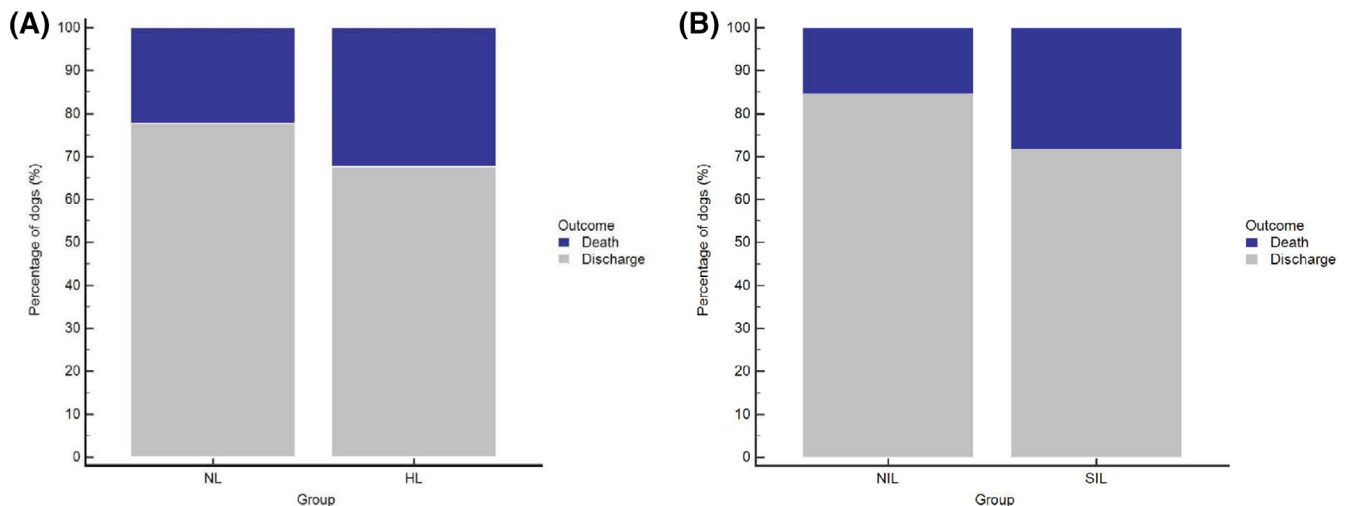 (A)
100
90
80
70
60
50
40
30
20
10
0
Percentage of dogs (%)
NL
HL
Group
Outcome
Death
Discharge
(B)
100
90
80
70
60
50
40
30
20
10
0
Percentage of dogs (%)
NIL
SIL
Group
Outcome
Death
Discharge